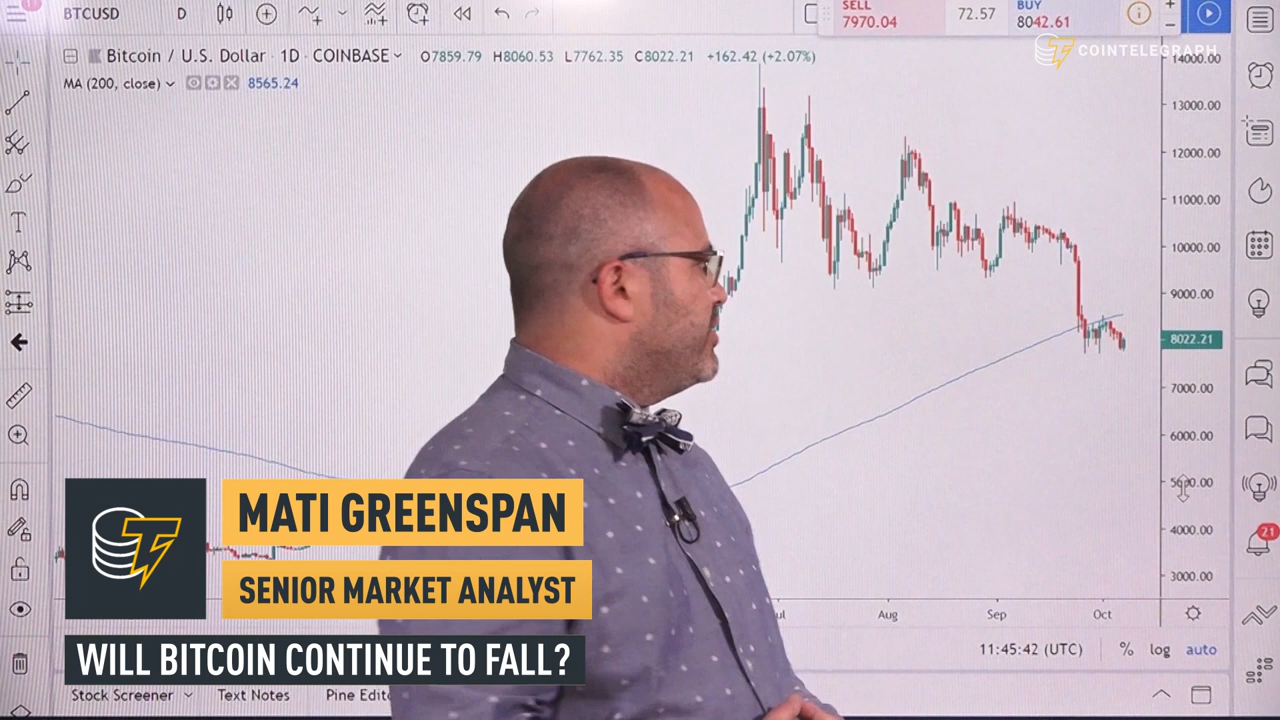 BTCUSD D SELL 7970.04 72.57 BUY 8042.61
Bitcoin / U.S. Dollar · 1D · COINBASE O7859.79 H8060.53 L7762.35 C8022.21 +162.42 (+2.07%)
COINTELEGRAPH
MA (200, close) 8565.24
14000.00
13000.00
12000.00
11000.00
10000.00
9000.00
8022.21
7000.00
6000.00
5000.00
4000.00
3000.00
21
MATI GREENSPAN
SENIOR MARKET ANALYST
WILL BITCOIN CONTINUE TO FALL?
Aug Sep Oct
11:45:42 (UTC) % log auto
Stock Screener Text Notes Pine